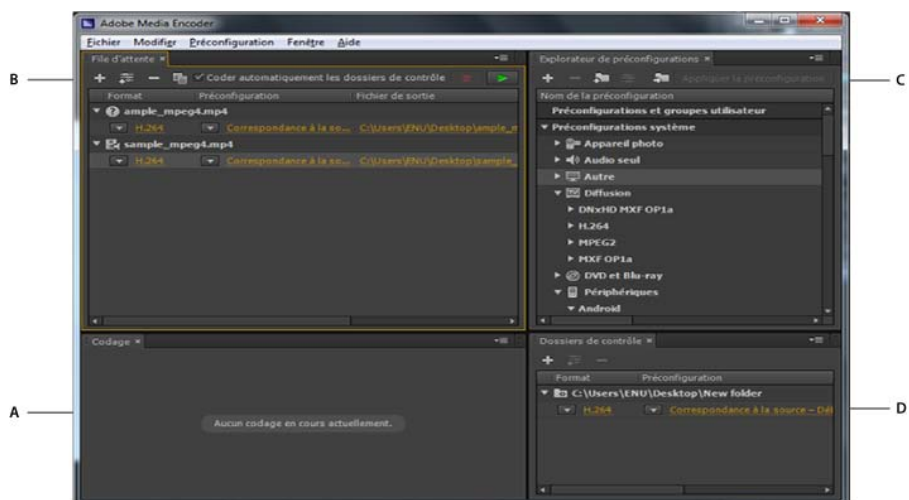 Adobe Media Encoder
Fichier Modifier Préconfiguration Fenêtre Aide
File d'attente
Coder automatiquement les dossiers de contrôle
Format Préconfiguration Fichier de sortie
ample_mpeg4.mp4
H.264 Correspondance à la so... C:\Users\ENU\Desktop\ample_m
sample_mpeg4.mp4
H.264 Correspondance à la so... C:\Users\ENU\Desktop\sample_
B
Explorateur de préconfigurations
Appliquer la préconfiguration
Nom de la préconfiguration
Préconfigurations et groupes utilisateur
Préconfigurations système
Appareil photo
Audio seul
Autre
Diffusion
DNxHD MXF OP1a
H.264
MPEG2
MXF OP1a
DVD et Blu-ray
Périphériques
Android
C
Codage
Aucun codage en cours actuellement.
A
Dossiers de contrôle
Format Préconfiguration
C:\Users\ENU\Desktop\New folder
H.264 Correspondance à la source – Dé
D